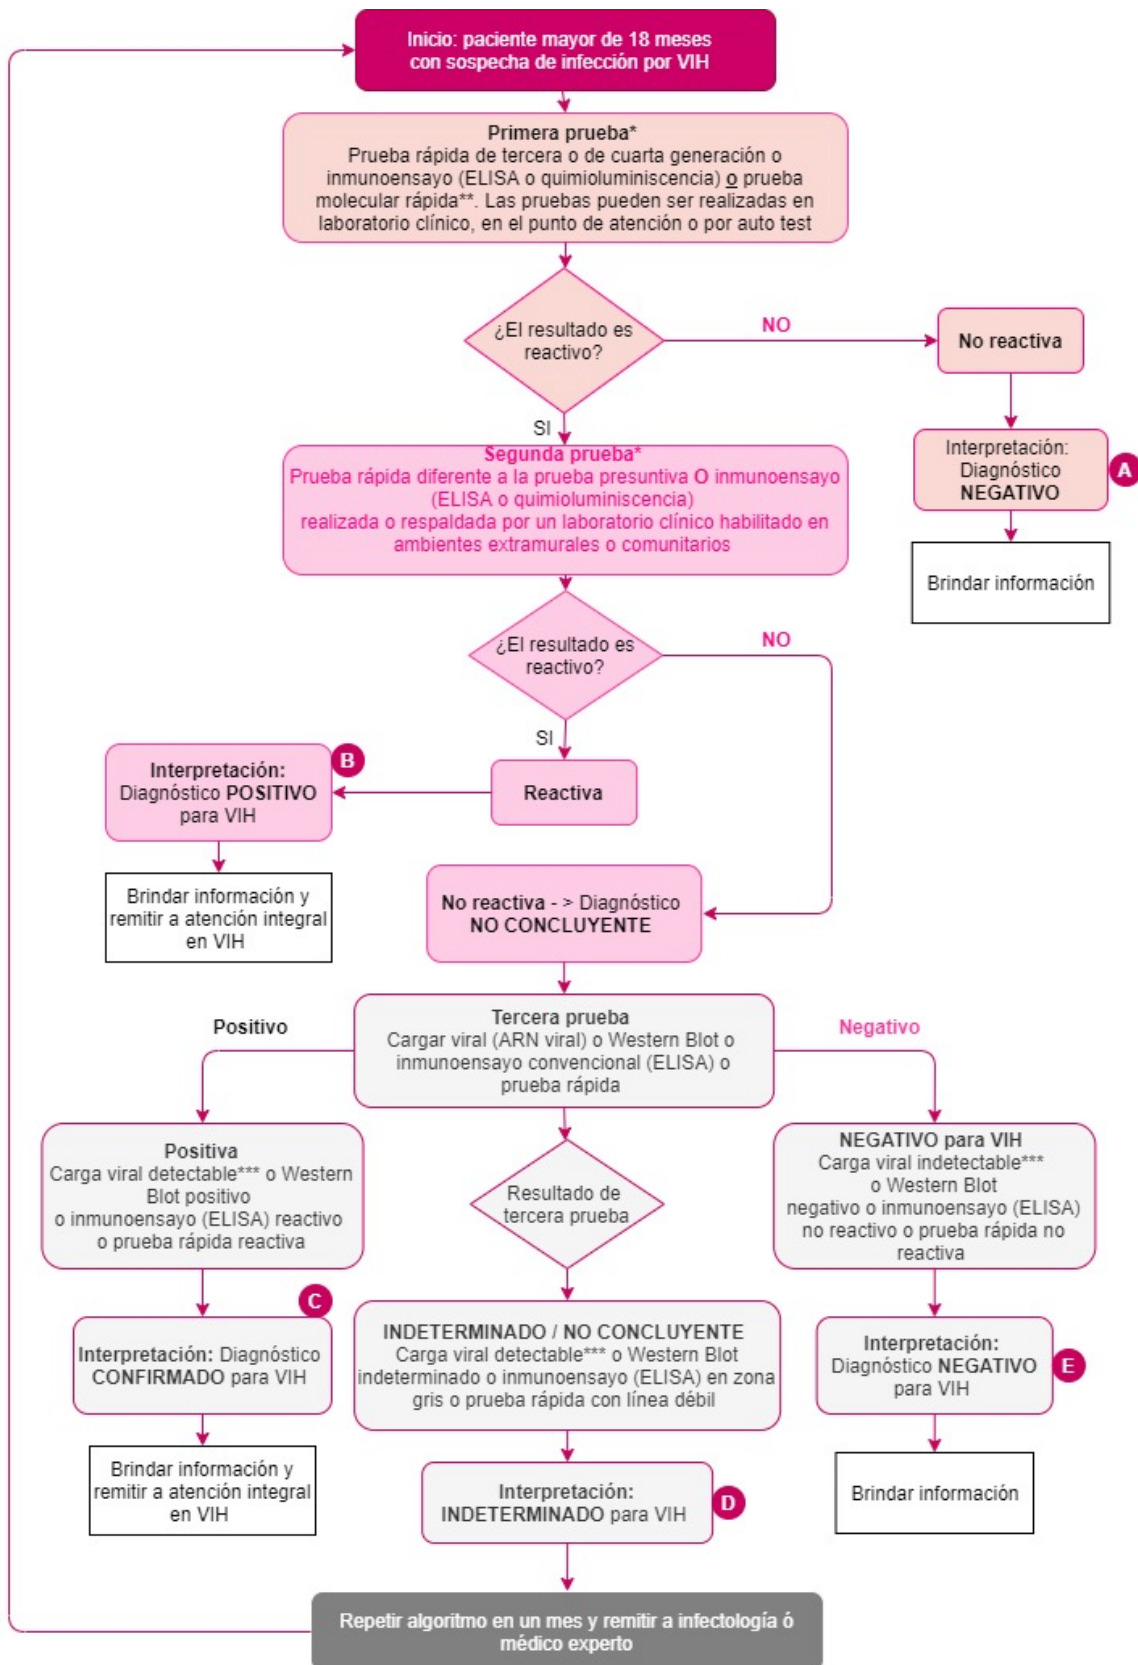 Inicio: paciente mayor de 18 meses
con sospecha de infección por VIH
Primera prueba*
Prueba rápida de tercera o de cuarta generación o
inmunoensayo (ELISA o quimioluminiscencia) o prueba
molecular rápida**. Las pruebas pueden ser realizadas en
laboratorio clínico, en el punto de atención o por auto test
¿El resultado es
reactivo?
NO
No reactiva
Interpretación:
Diagnóstico
NEGATIVO
A
Brindar información
SI
Segunda prueba*
Prueba rápida diferente a la prueba presuntiva O inmunoensayo
(ELISA o quimioluminiscencia)
realizada o respaldada por un laboratorio clínico habilitado en
ambientes extramurales o comunitarios
¿El resultado es
reactivo?
NO
SI
Reactiva
B
Interpretación:
Diagnóstico POSITIVO
para VIH
Brindar información y
remitir a atención integral
en VIH
No reactiva - > Diagnóstico
NO CONCLUYENTE
Tercera prueba
Cargar viral (ARN viral) o Western Blot o
inmunoensayo convencional (ELISA) o
prueba rápida
Positivo
Negativo
Positiva
Carga viral detectable*** o Western
Blot positivo
o inmunoensayo (ELISA) reactivo
o prueba rápida reactiva
Resultado de
tercera prueba
NEGATIVO para VIH
Carga viral indetectable***
o Western Blot
negativo o inmunoensayo (ELISA)
no reactivo o prueba rápida no
reactiva
C
Interpretación: Diagnóstico
CONFIRMADO para VIH
Brindar información y
remitir a atención integral
en VIH
INDETERMINADO / NO CONCLUYENTE
Carga viral detectable*** o Western Blot
indeterminado o inmunoensayo (ELISA) en zona
gris o prueba rápida con línea débil
Interpretación:
INDETERMINADO para VIH
D
Interpretación:
Diagnóstico NEGATIVO
para VIH
E
Brindar información
Repetir algoritmo en un mes y remitir a infectología ó
médico experto